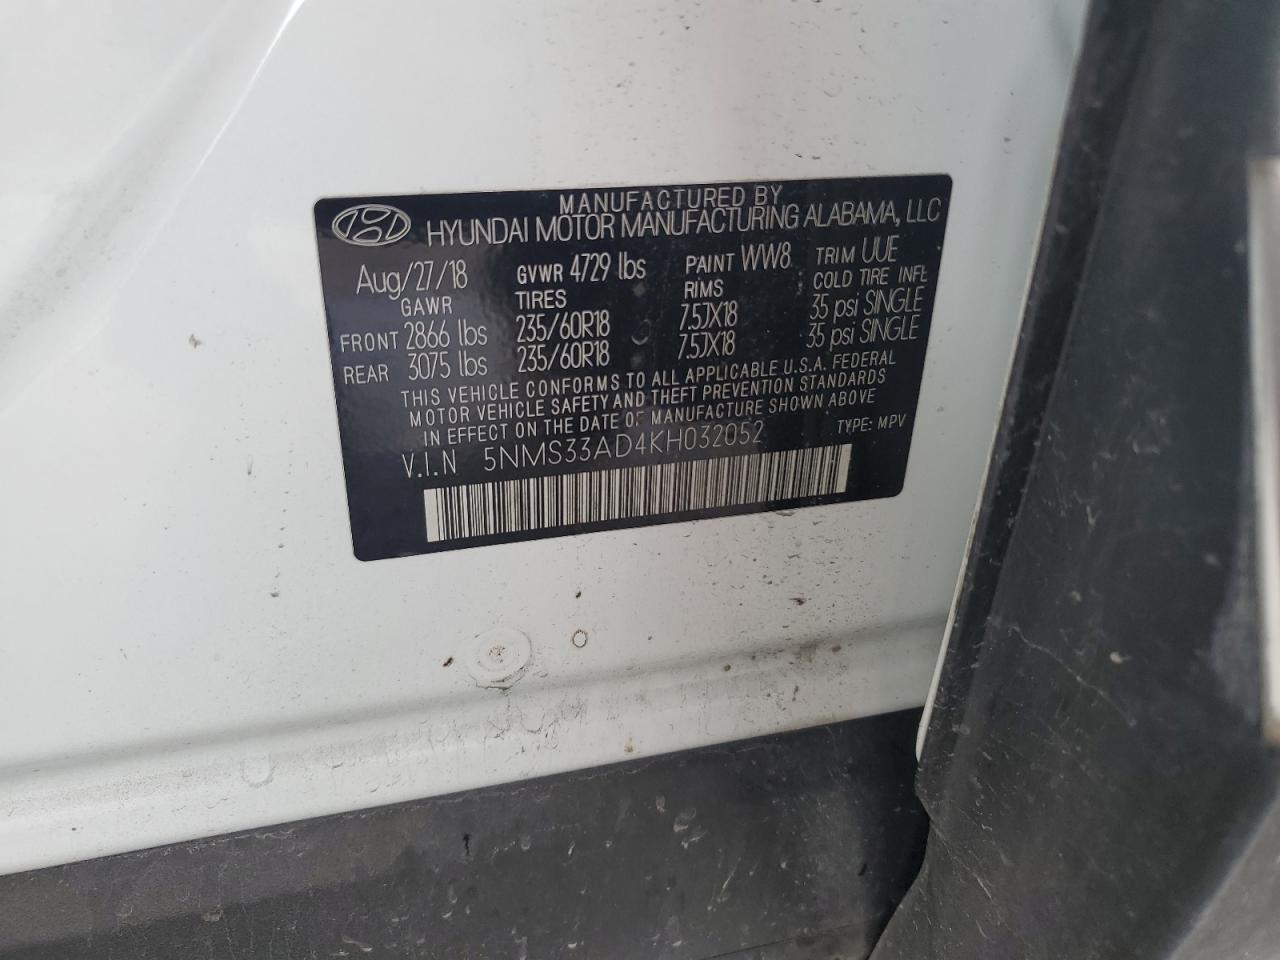 MANUFACTURED BY
HYUNDAI MOTOR MANUFACTURING ALABAMA, LLC
Aug/27/18 GVWR 4729 lbs PAINT WW8 TRIM UUE
GAWR TIRES RIMS COLD TIRE INFL
FRONT 2866 lbs 235/60R18 7.5JX18 35 psi SINGLE
REAR 3075 lbs 235/60R18 7.5JX18 35 psi SINGLE
THIS VEHICLE CONFORMS TO ALL APPLICABLE U.S.A. FEDERAL
MOTOR VEHICLE SAFETY AND THEFT PREVENTION STANDARDS
IN EFFECT ON THE DATE OF MANUFACTURE SHOWN ABOVE
V.I.N 5NMS33AD4KH032052 TYPE: MPV